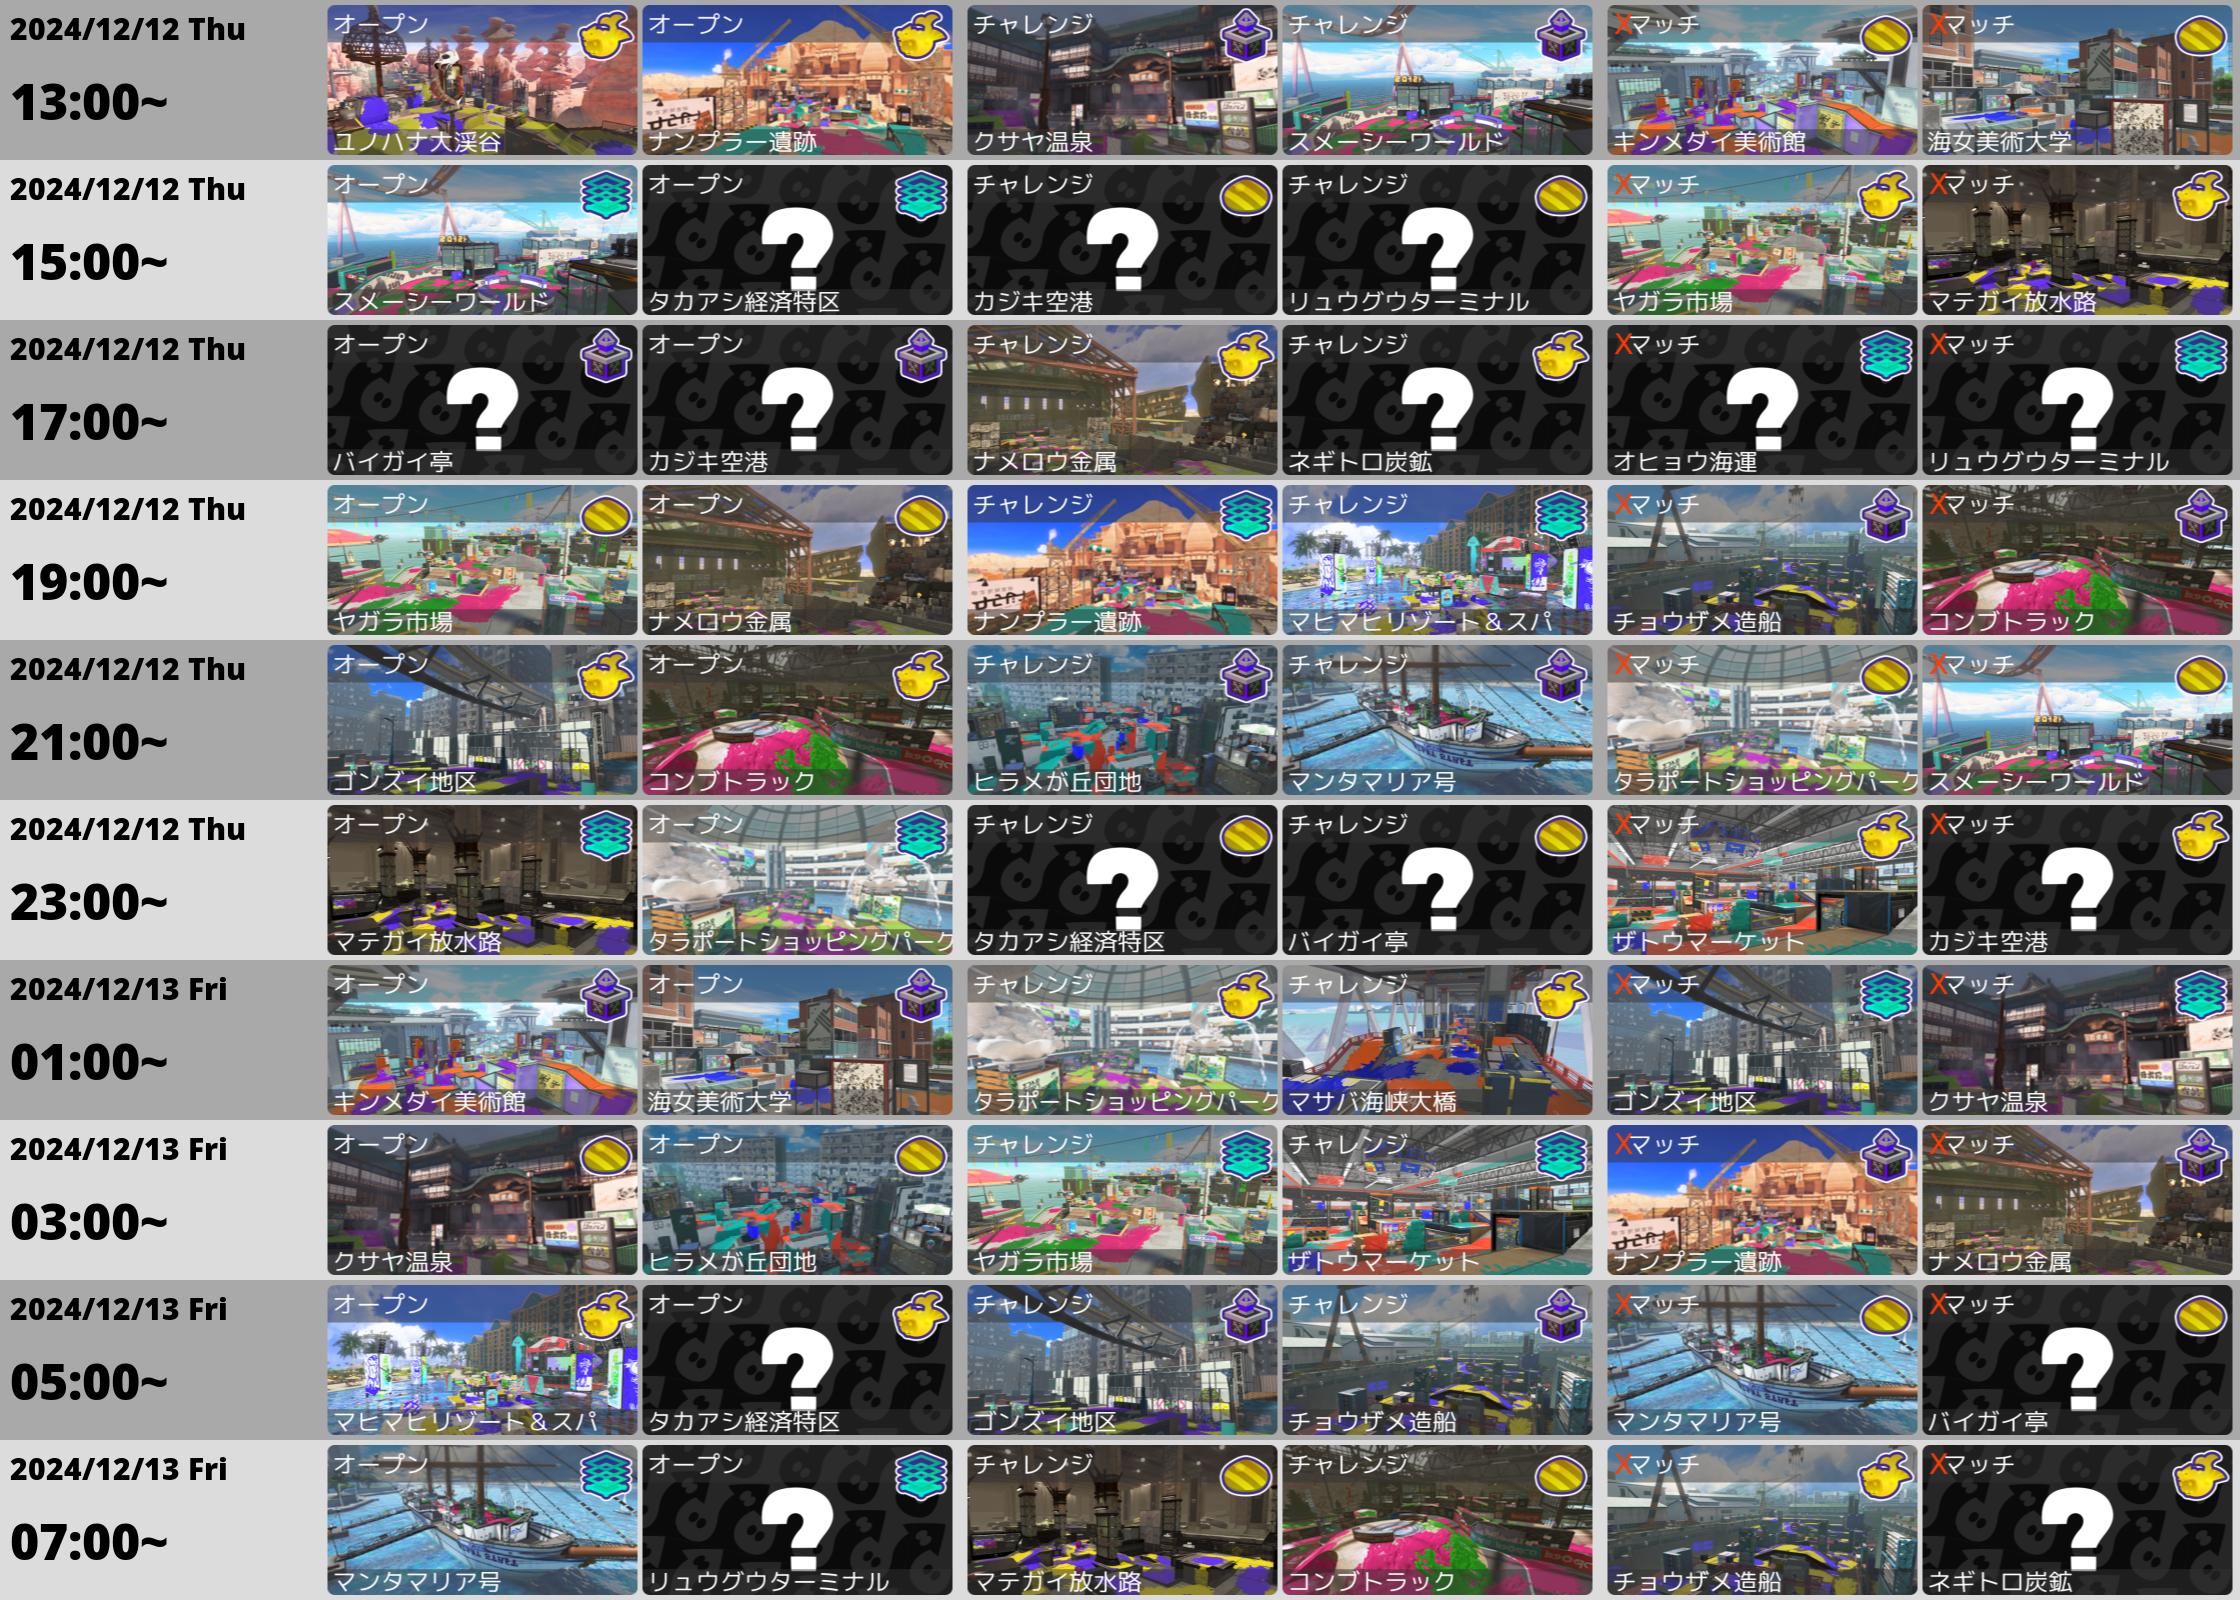 2024/12/12 Thu
13:00~
オープン
ユノハナ大渓谷
オープン
ナンプラー遺跡
チャレンジ
クサヤ温泉
チャレンジ
スメーシーワールド
Xマッチ
キンメダイ美術館
Xマッチ
海女美術大学
2024/12/12 Thu
15:00~
オープン
スメーシーワールド
オープン
?
タカアシ経済特区
チャレンジ
?
カジキ空港
チャレンジ
?
リュウグウターミナル
Xマッチ
ヤガラ市場
Xマッチ
マテガイ放水路
2024/12/12 Thu
17:00~
オープン
?
バイガイ亭
オープン
?
カジキ空港
チャレンジ
ナメロウ金属
チャレンジ
?
ネギトロ炭鉱
Xマッチ
?
オヒョウ海運
Xマッチ
?
リュウグウターミナル
2024/12/12 Thu
19:00~
オープン
ヤガラ市場
オープン
ナメロウ金属
チャレンジ
ナンプラー遺跡
チャレンジ
マヒマヒリゾート＆スパ
Xマッチ
チョウザメ造船
Xマッチ
コンブトラック
2024/12/12 Thu
21:00~
オープン
ゴンズイ地区
オープン
コンブトラック
チャレンジ
ヒラメが丘団地
チャレンジ
マンタマリア号
Xマッチ
タラポートショッピングパーク
Xマッチ
スメーシーワールド
2024/12/12 Thu
23:00~
オープン
マテガイ放水路
オープン
タラポートショッピングパーク
チャレンジ
?
タカアシ経済特区
チャレンジ
?
バイガイ亭
Xマッチ
ザトウマーケット
Xマッチ
?
カジキ空港
2024/12/13 Fri
01:00~
オープン
キンメダイ美術館
オープン
海女美術大学
チャレンジ
タラポートショッピングパーク
チャレンジ
マサバ海峡大橋
Xマッチ
ゴンズイ地区
Xマッチ
クサヤ温泉
2024/12/13 Fri
03:00~
オープン
クサヤ温泉
オープン
ヒラメが丘団地
チャレンジ
ヤガラ市場
チャレンジ
ザトウマーケット
Xマッチ
ナンプラー遺跡
Xマッチ
ナメロウ金属
2024/12/13 Fri
05:00~
オープン
マヒマヒリゾート＆スパ
オープン
?
タカアシ経済特区
チャレンジ
ゴンズイ地区
チャレンジ
チョウザメ造船
Xマッチ
マンタマリア号
Xマッチ
?
バイガイ亭
2024/12/13 Fri
07:00~
オープン
マンタマリア号
オープン
?
リュウグウターミナル
チャレンジ
マテガイ放水路
チャレンジ
コンブトラック
Xマッチ
チョウザメ造船
Xマッチ
?
ネギトロ炭鉱